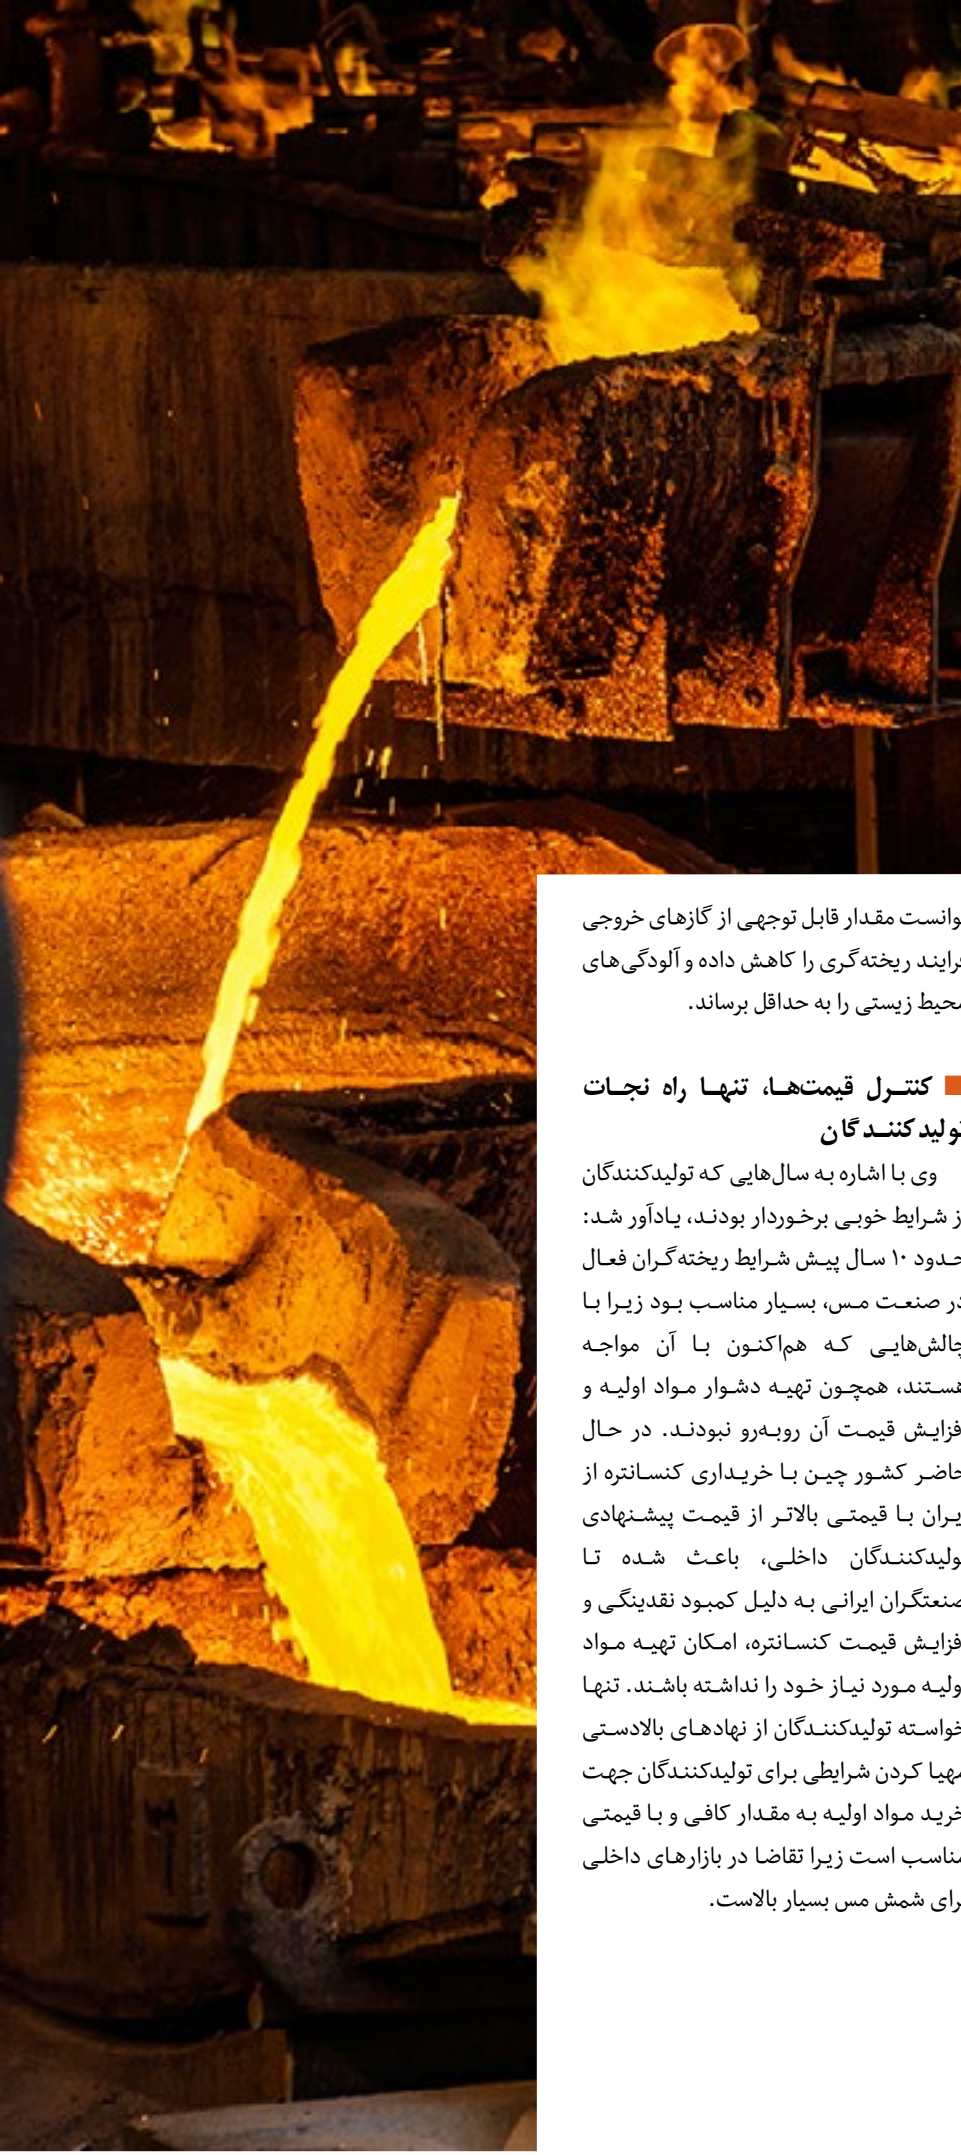 وانست مقدار قابل توجهی از گازهای خروجی
فرایند ریخته‌گری را کاهش داده و آلودگی‌های
محیط زیستی را به حداقل برساند.
کنترل قیمت‌ها، تنها راه نجات
تولیدکنندگان
وی با اشاره به سال‌هایی که تولیدکنندگان
از شرایط خوبی برخوردار بودند، یادآور شد:
حدود ۱۰ سال پیش شرایط ریخته‌گران فعال
در صنعت مس، بسیار مناسب بود زیرا با
چالش‌هایی که هم‌اکنون با آن مواجه
هستند، همچون تهیه دشوار مواد اولیه و
افزایش قیمت آن روبه‌رو نبودند. در حال
حاضر کشور چین با خریداری کنسانتره از
ایران با قیمتی بالاتر از قیمت پیشنهادی
تولیدکنندگان داخلی، باعث شده تا
صنعتگران ایرانی به دلیل کمبود نقدینگی و
افزایش قیمت کنسانتره، امکان تهیه مواد
اولیه مورد نیاز خود را نداشته باشند. تنها
خواسته تولیدکنندگان از نهادهای بالادستی
مهیا کردن شرایطی برای تولیدکنندگان جهت
خرید مواد اولیه به مقدار کافی و با قیمتی
مناسب است زیرا تقاضا در بازارهای داخلی
برای شمش مس بسیار بالاست.